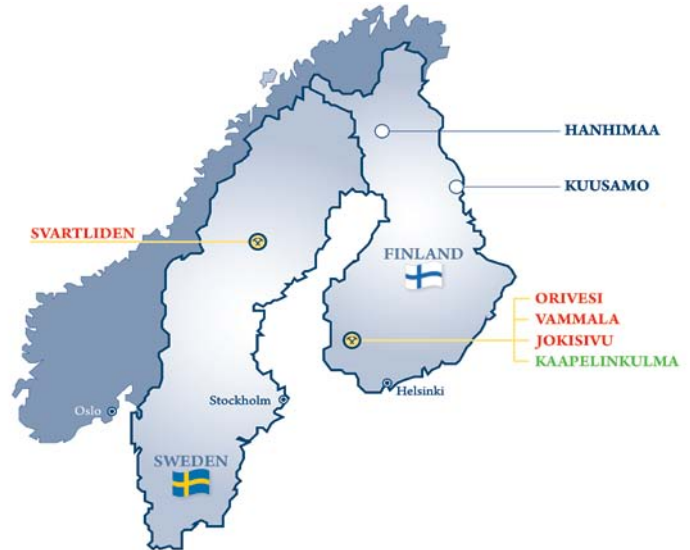 HANHIMAA
KUUSAMO
SVARTLIDEN
FINLAND
ORIVESI
VAMMALA
JOKISIVU
KAAPELINKULMA
Helsinki
Stockholm
Oslo
SWEDEN